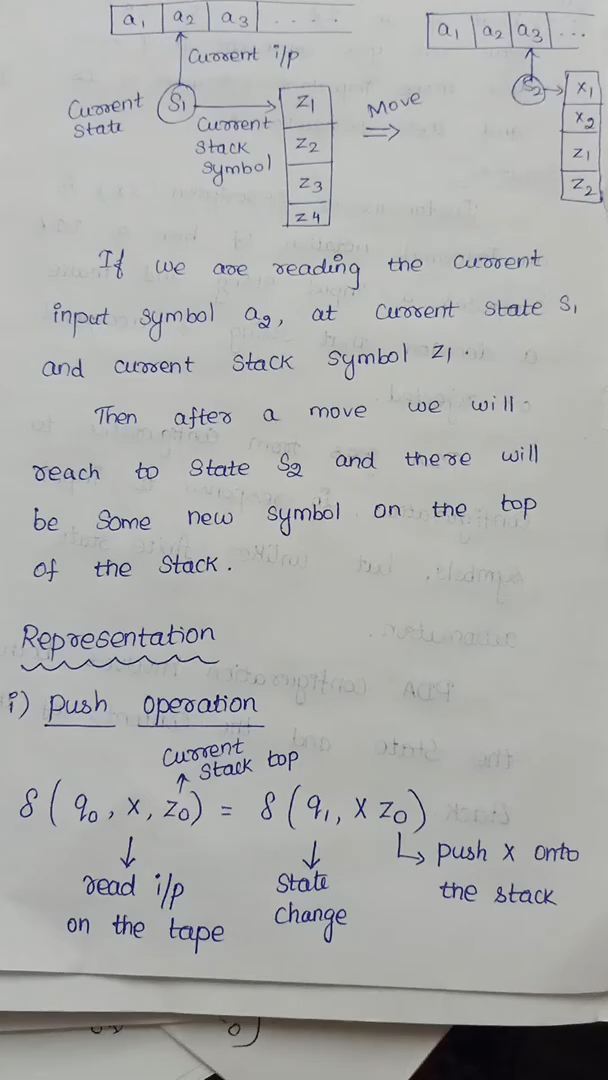 a₁ a₂ a₃ ....
a₁ a₂ a₃ ...
Current i/p
Current
State
S₁
Current
Stack
Symbol
Z₁
Z₂
Z₃
Z4
Move
⇒
S₂
X₁
X₂
Z₁
Z₂
If we are reading the current
input symbol a₂, at current state S₁
and current stack symbol Z₁.
Then after a move we will
reach to State S₂ and there will
be Some new symbol on the top
of the Stack.
Representation
i) Push operation
Current
Stack top
δ(q₀, x, z₀) = δ(q₁, x z₀)
read i/p
on the tape
State
change
push x onto
the stack